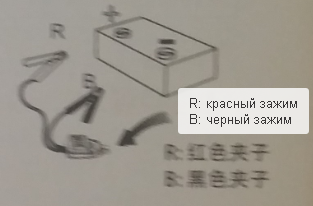 +
-
R
B
R: красный зажим
B: черный зажим
R: 红色夹子
B: 黑色夹子